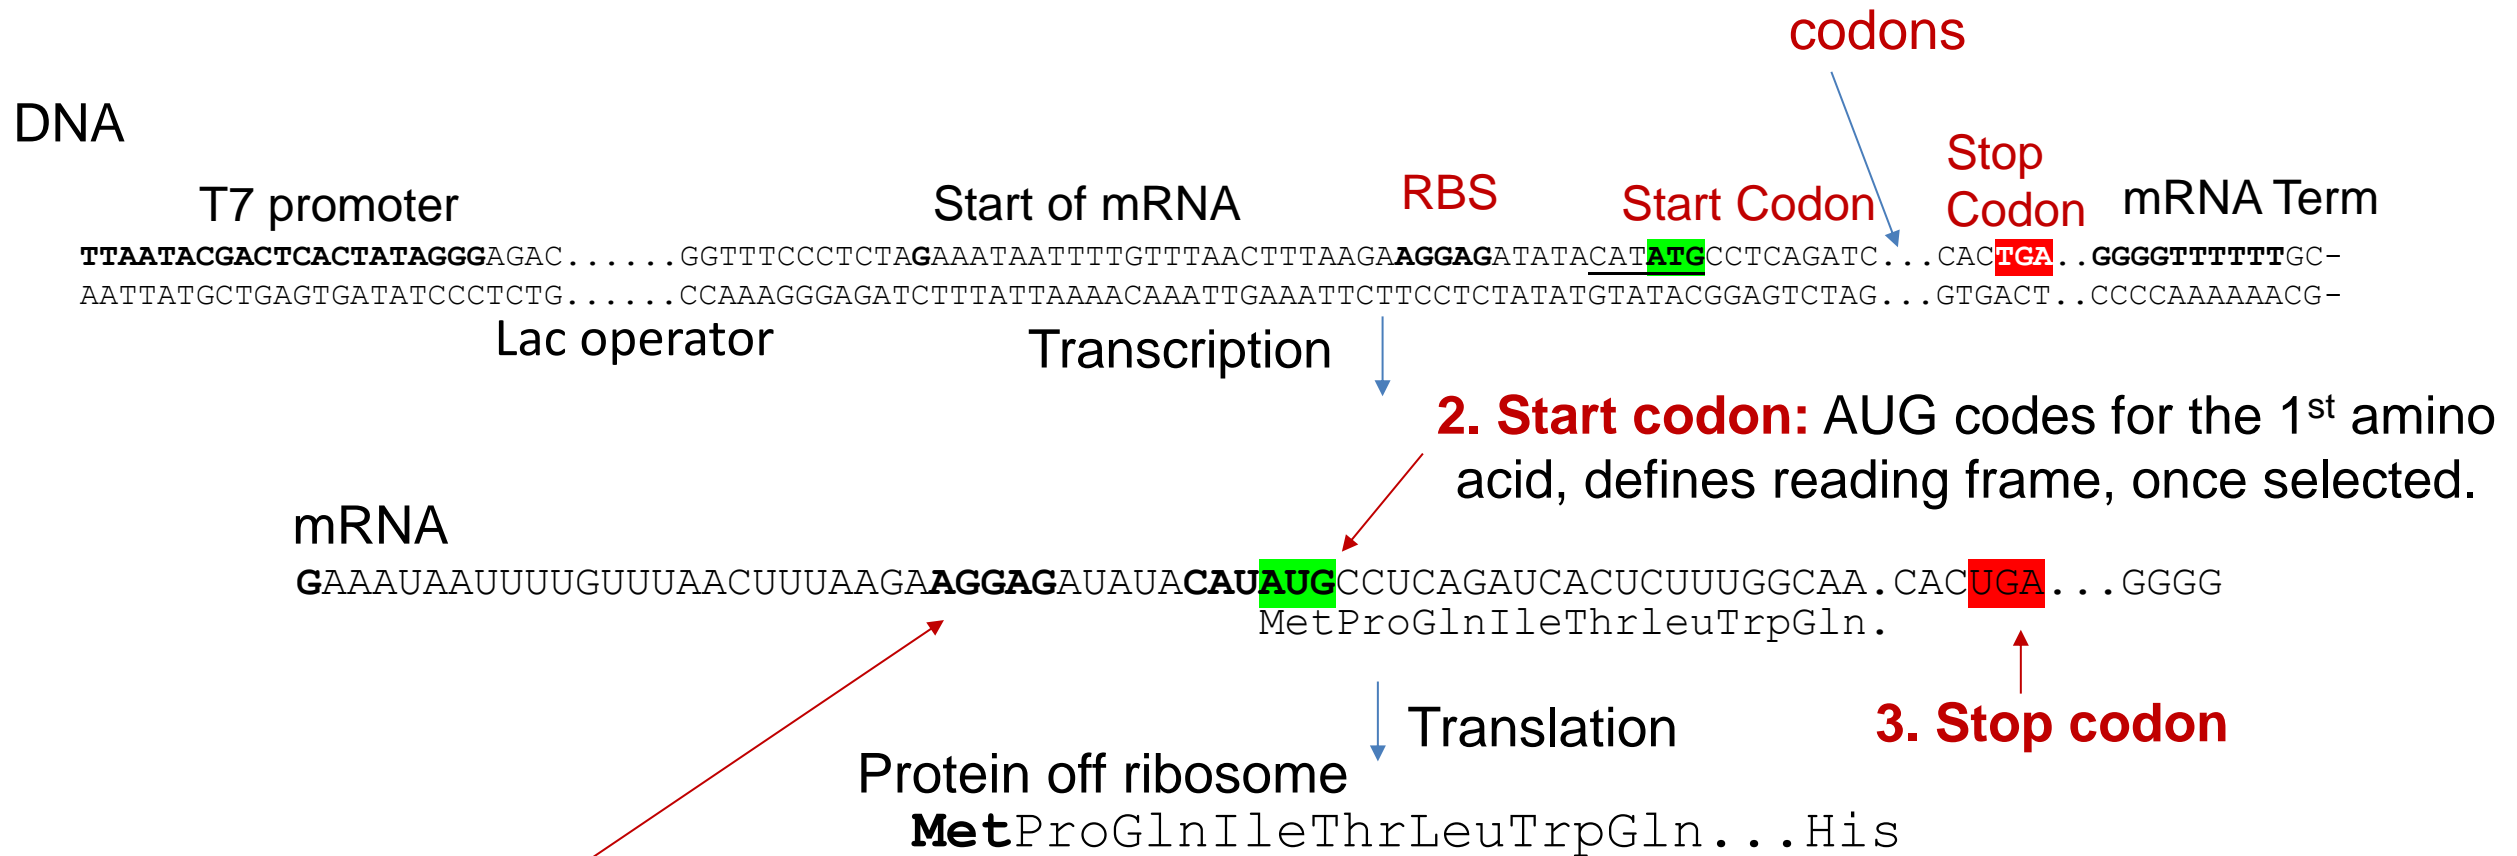 codons
DNA
Stop
Codon
T7 promoter
Start of mRNA
RBS
Start Codon
mRNA Term
TTAATACGACTCACTATAGGGAGAC......GGTTTCCCTCTAGAAATAATTTTGTTTAACTTTAAGAAGGAGATATACATATGCCTCAGATC...CACTGA..GGGGTTTTTTGC-
AATTATGCTGAGTGATATCCCTCTG......CCAAAGGGAGATCTTTATTAAAACAAATTGAAATTCTTCCTCTATATGTATACGGAGTCTAG...GTGACT..CCCCAAAAAACG-
Lac operator
Transcription
2. Start codon: AUG codes for the 1st amino
acid, defines reading frame, once selected.
mRNA
GAAAUAAUUUUGUUUAACUUUAAGAAGGAGAUAUACAUAUGCCUCAGAUCACUCUUUGGCAA.CACUGA...GGGG
MetProGlnIleThrleuTrpGln.
Translation
3. Stop codon
Protein off ribosome
MetProGlnIleThrLeuTrpGln...His